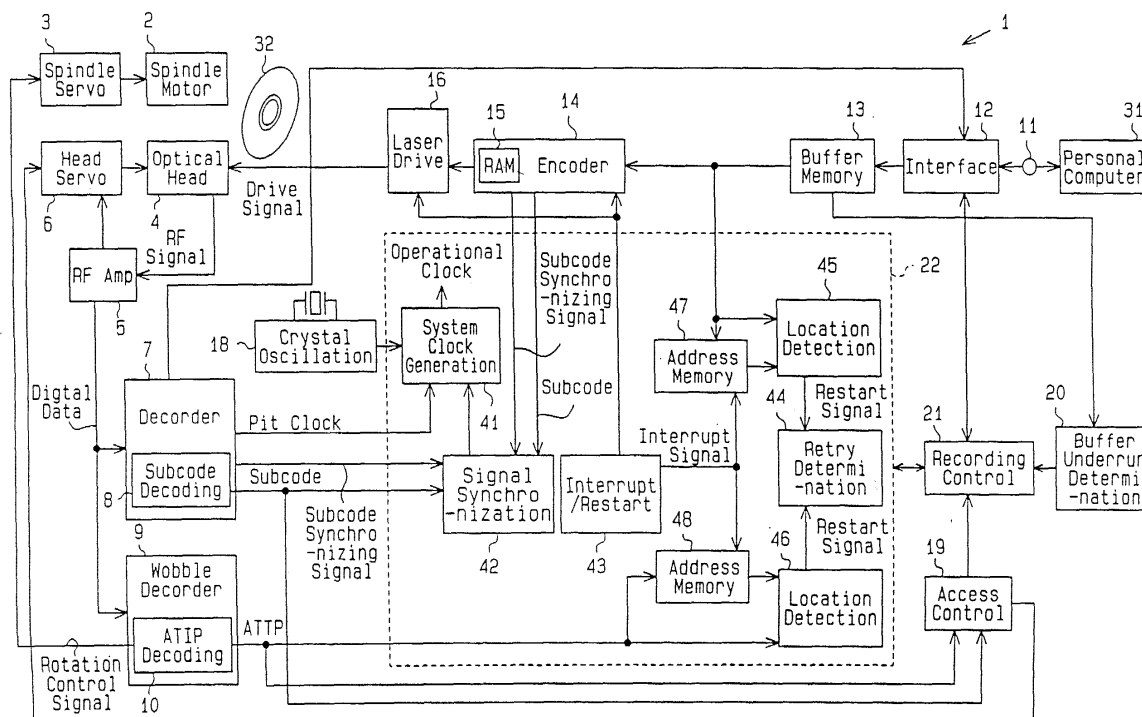 1
3
2
32
Spindle
Servo
Spindle
Motor
16
15
14
13
12
11
31
Laser
Drive
RAM
Encoder
Buffer
Memory
Interface
Personal
Computer
Head
Servo
Optical
Head
6
4
Drive
Signal
RF
Signal
RF Amp
5
Operational
Clock
Subcode
Synchro
-nizing
Signal
22
45
47
18
Crystal
Oscillation
System
Clock
Generation
41
Address
Memory
Location
Detection
7
Digtal
Data
Decorder
Pit Clock
Subcode
Restart
Signal
44
21
20
Interrupt
Signal
Subcode
Decoding
8
Subcode
Signal
Synchro
-nization
Interrupt
/Restart
Retry
Determi
-nation
Recording
Control
Buffer
Underrun
Determi
-nation
Subcode
Synchro
-nizing
Signal
42
43
48
46
Restart
Signal
19
9
Wobble
Decorder
Address
Memory
Location
Detection
Access
Control
ATIP
Decoding
ATTP
Rotation
Control
Signal
10